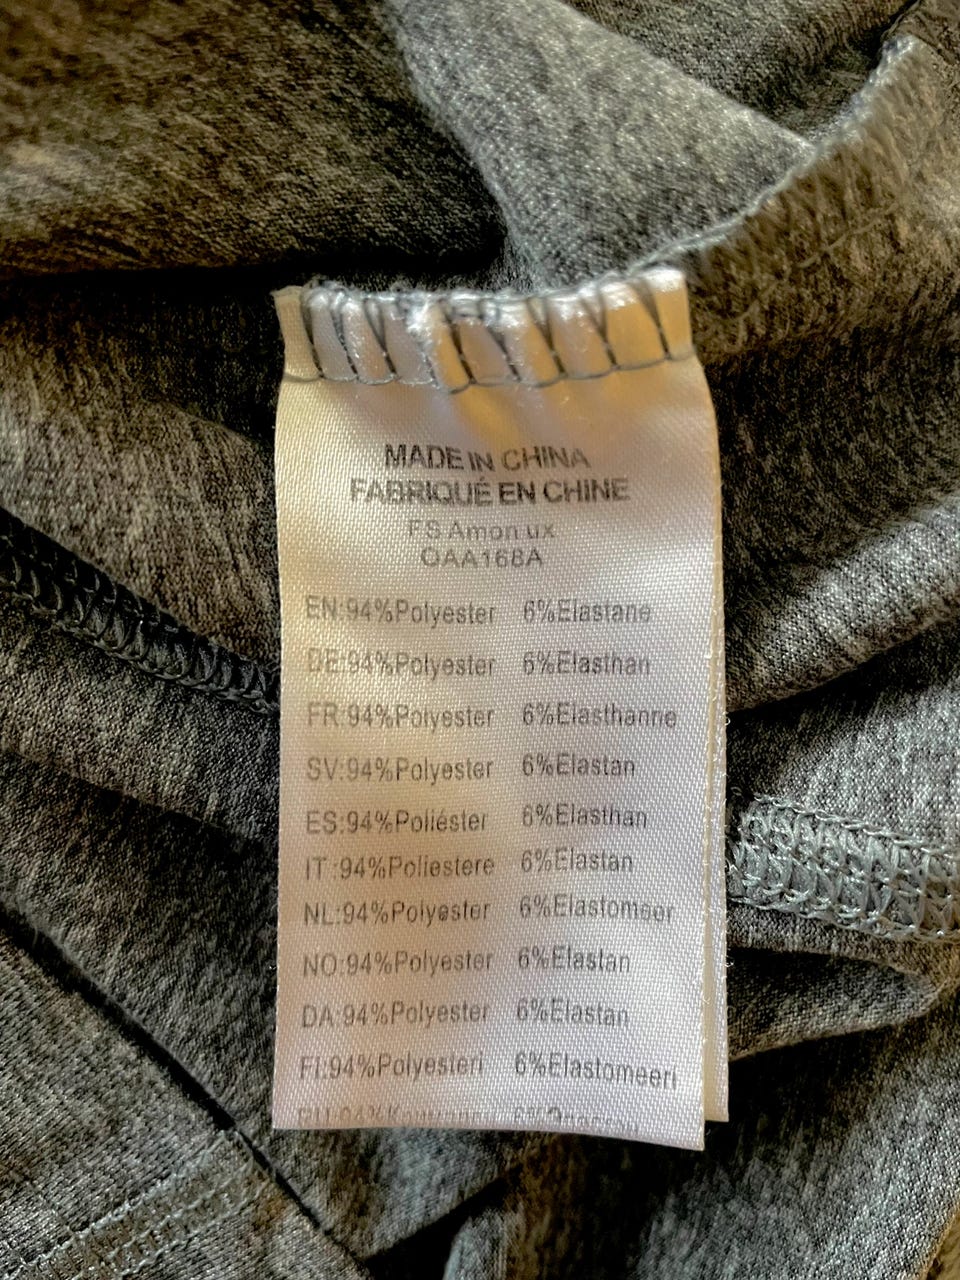 MADE IN CHINA
FABRIQUÉ EN CHINE
FS Amon ux
OAA168A
EN:94%Polyester 6%Elastane
DE:94%Polyester 6%Elasthan
FR:94%Polyester 6%Elasthanne
SV:94%Polyester 6%Elastan
ES:94%Poliéster 6%Elasthan
IT:94%Poliestere 6%Elastan
NL:94%Polyester 6%Elastomeer
NO:94%Polyester 6%Elastan
DA:94%Polyester 6%Elastan
FI:94%Polyesteri 6%Elastomeeri